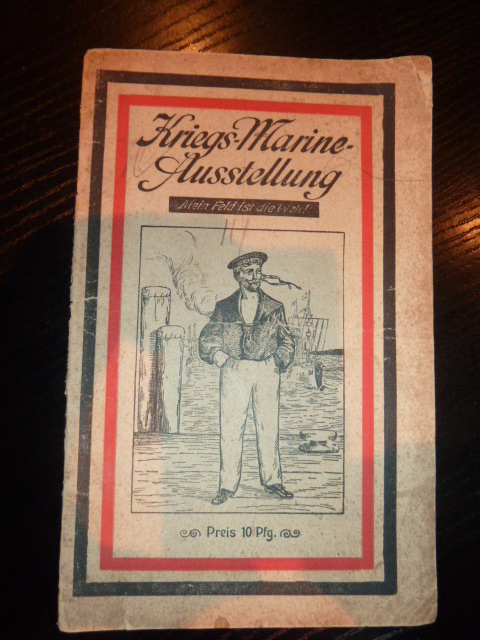 Kriegs-Marine-
Ausstellung
Mein Feld ist die Welt!
Preis 10 Pfg.